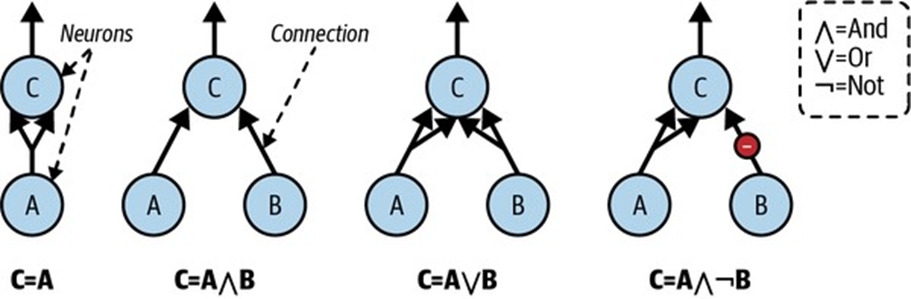 Neurons
Connection
∧=And
∨=Or
¬=Not
C
C
C
C
−
A
A
B
A
B
A
B
C=A
C=A∧B
C=A∨B
C=A∧¬B